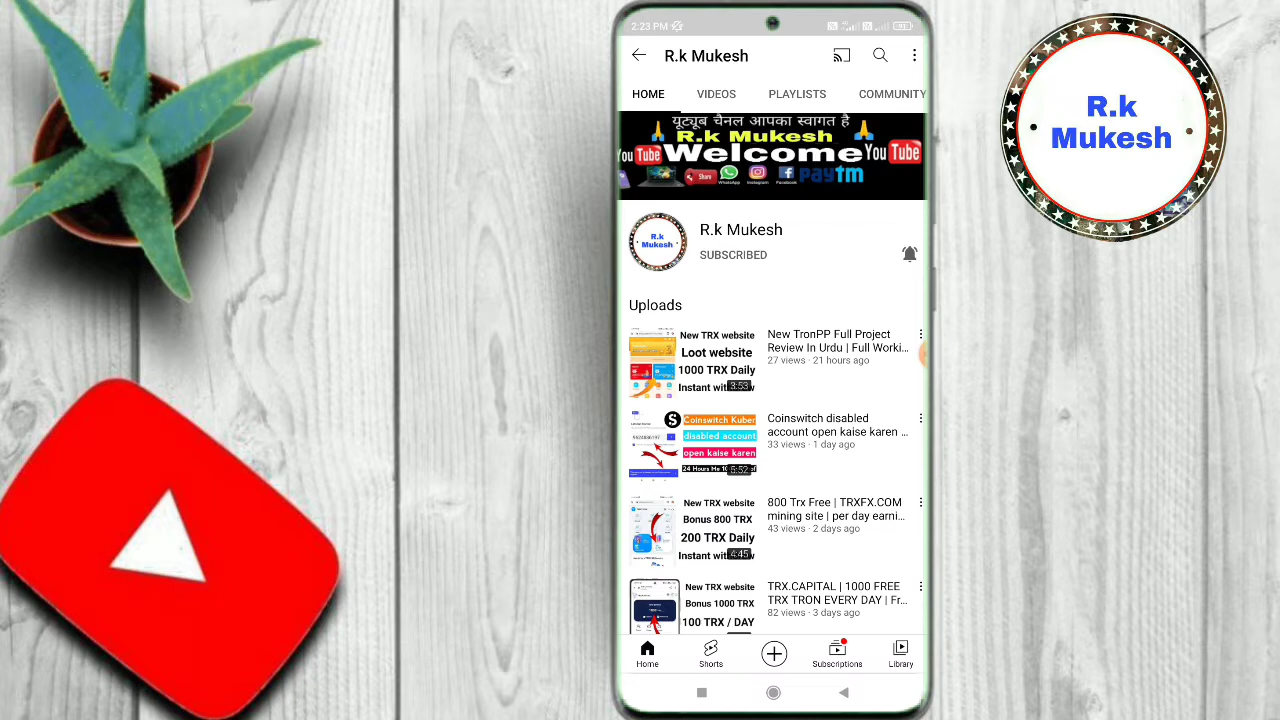 2:23 PM
R.k Mukesh
HOME VIDEOS PLAYLISTS COMMUNITY
यूट्यूब चैनल आपका स्वागत है
R.k Mukesh
You Tube Welcome You Tube
Share WhatsApp Instagram Facebook paytm
R.k
Mukesh
R.k Mukesh
SUBSCRIBED
Uploads
New TRX website
Loot website
1000 TRX Daily
3:53
New TronPP Full Project
Review In Urdu | Full Worki...
27 views · 21 hours ago
Coinswitch Kuber
disabled account
open kaise karen
5:52
Coinswitch disabled
account open kaise karen ...
33 views · 1 day ago
New TRX website
Bonus 800 TRX
200 TRX Daily
4:45
800 Trx Free | TRXFX.COM
mining site | per day earni...
43 views · 2 days ago
New TRX website
Bonus 1000 TRX
100 TRX / DAY
TRX.CAPITAL | 1000 FREE
TRX TRON EVERY DAY | Fr...
82 views · 3 days ago
Home Shorts Subscriptions Library
R.k
Mukesh